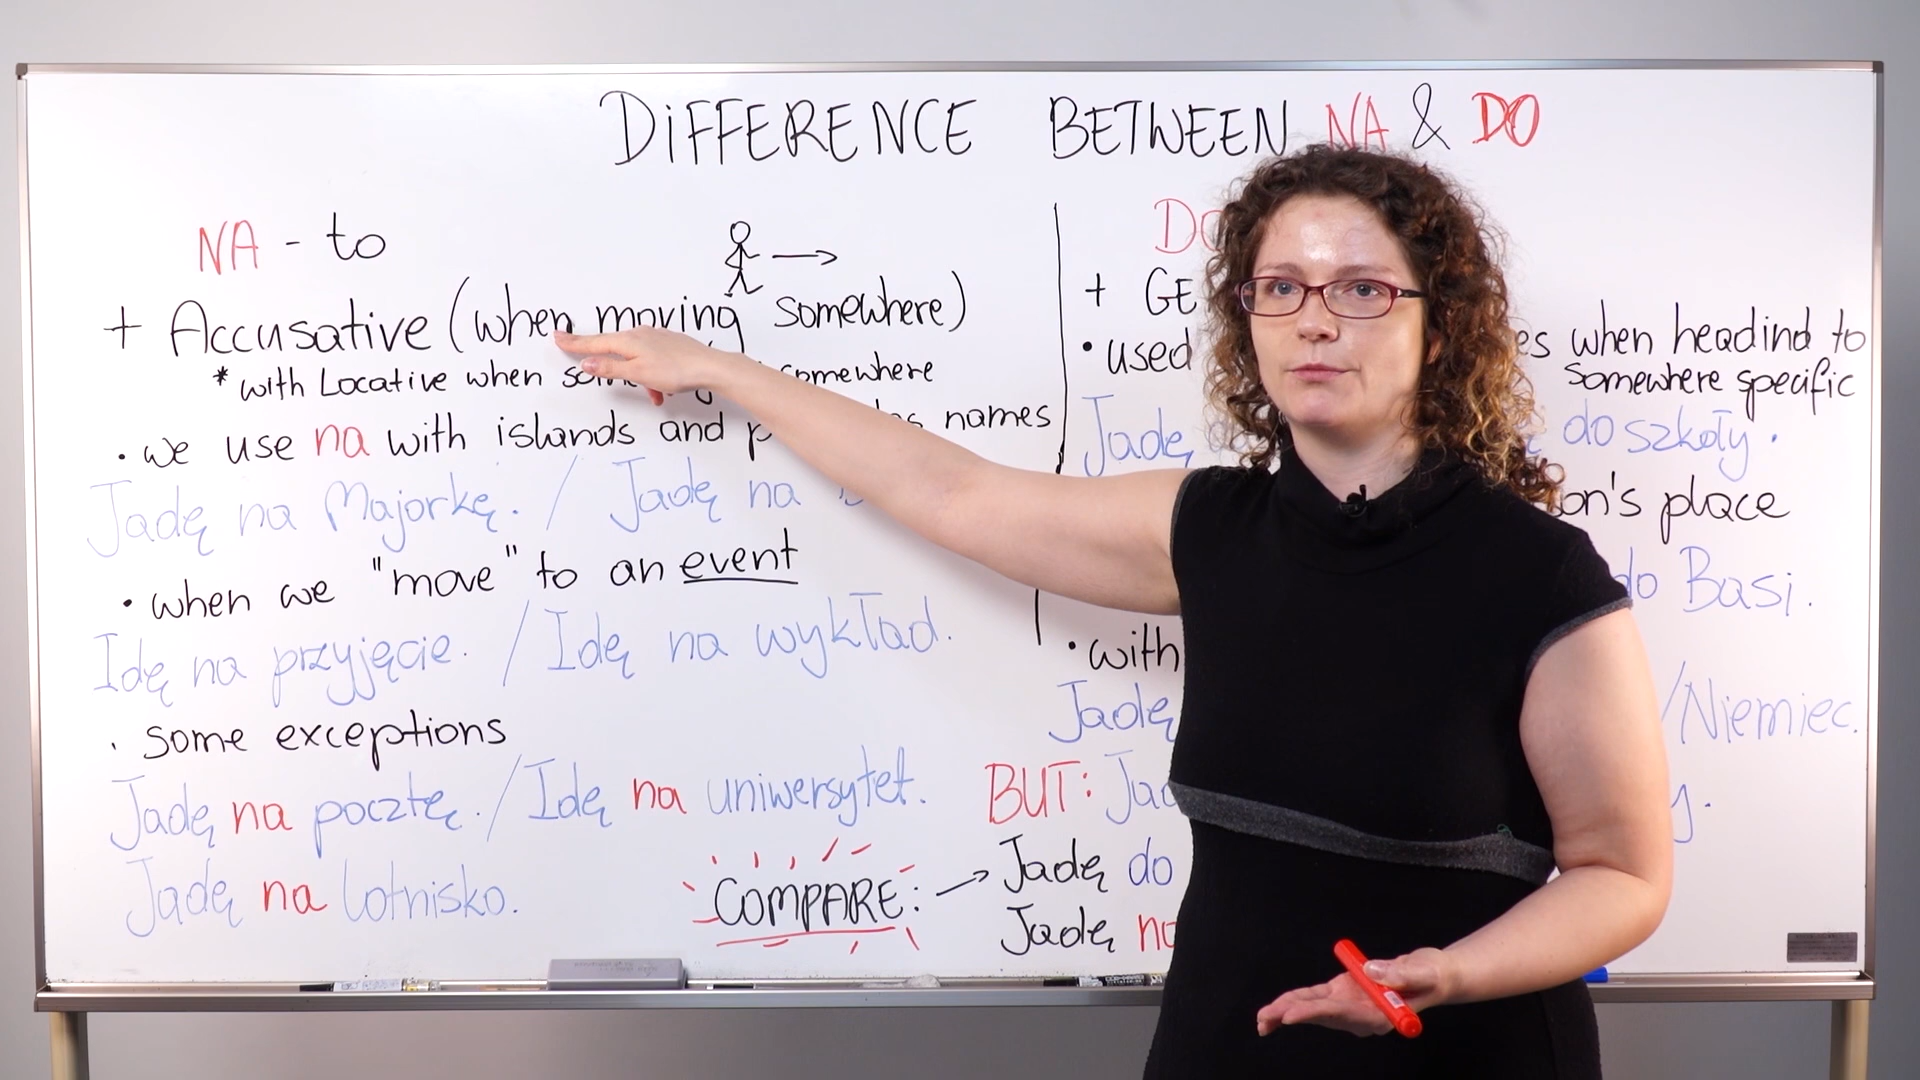 DIFFERENCE BETWEEN NA & DO
NA - to
+ Accusative (when moving somewhere)
* with Locative when somewhere
• we use na with islands and names
Jadę na Majorkę. / Jadę na
• when we "move" to an event
Idę na przyjęcie. / Idę na wykład.
• some exceptions
Jadę na pocztę. / Idę na uniwersytet.
Jadę na lotnisko.
DO
+ GE
• used when headind to
somewhere specific
Jadę do szkoły.
place
do Basi.
• with
Jadę / Niemiec.
BUT:
COMPARE: → Jadę do
Jadę na